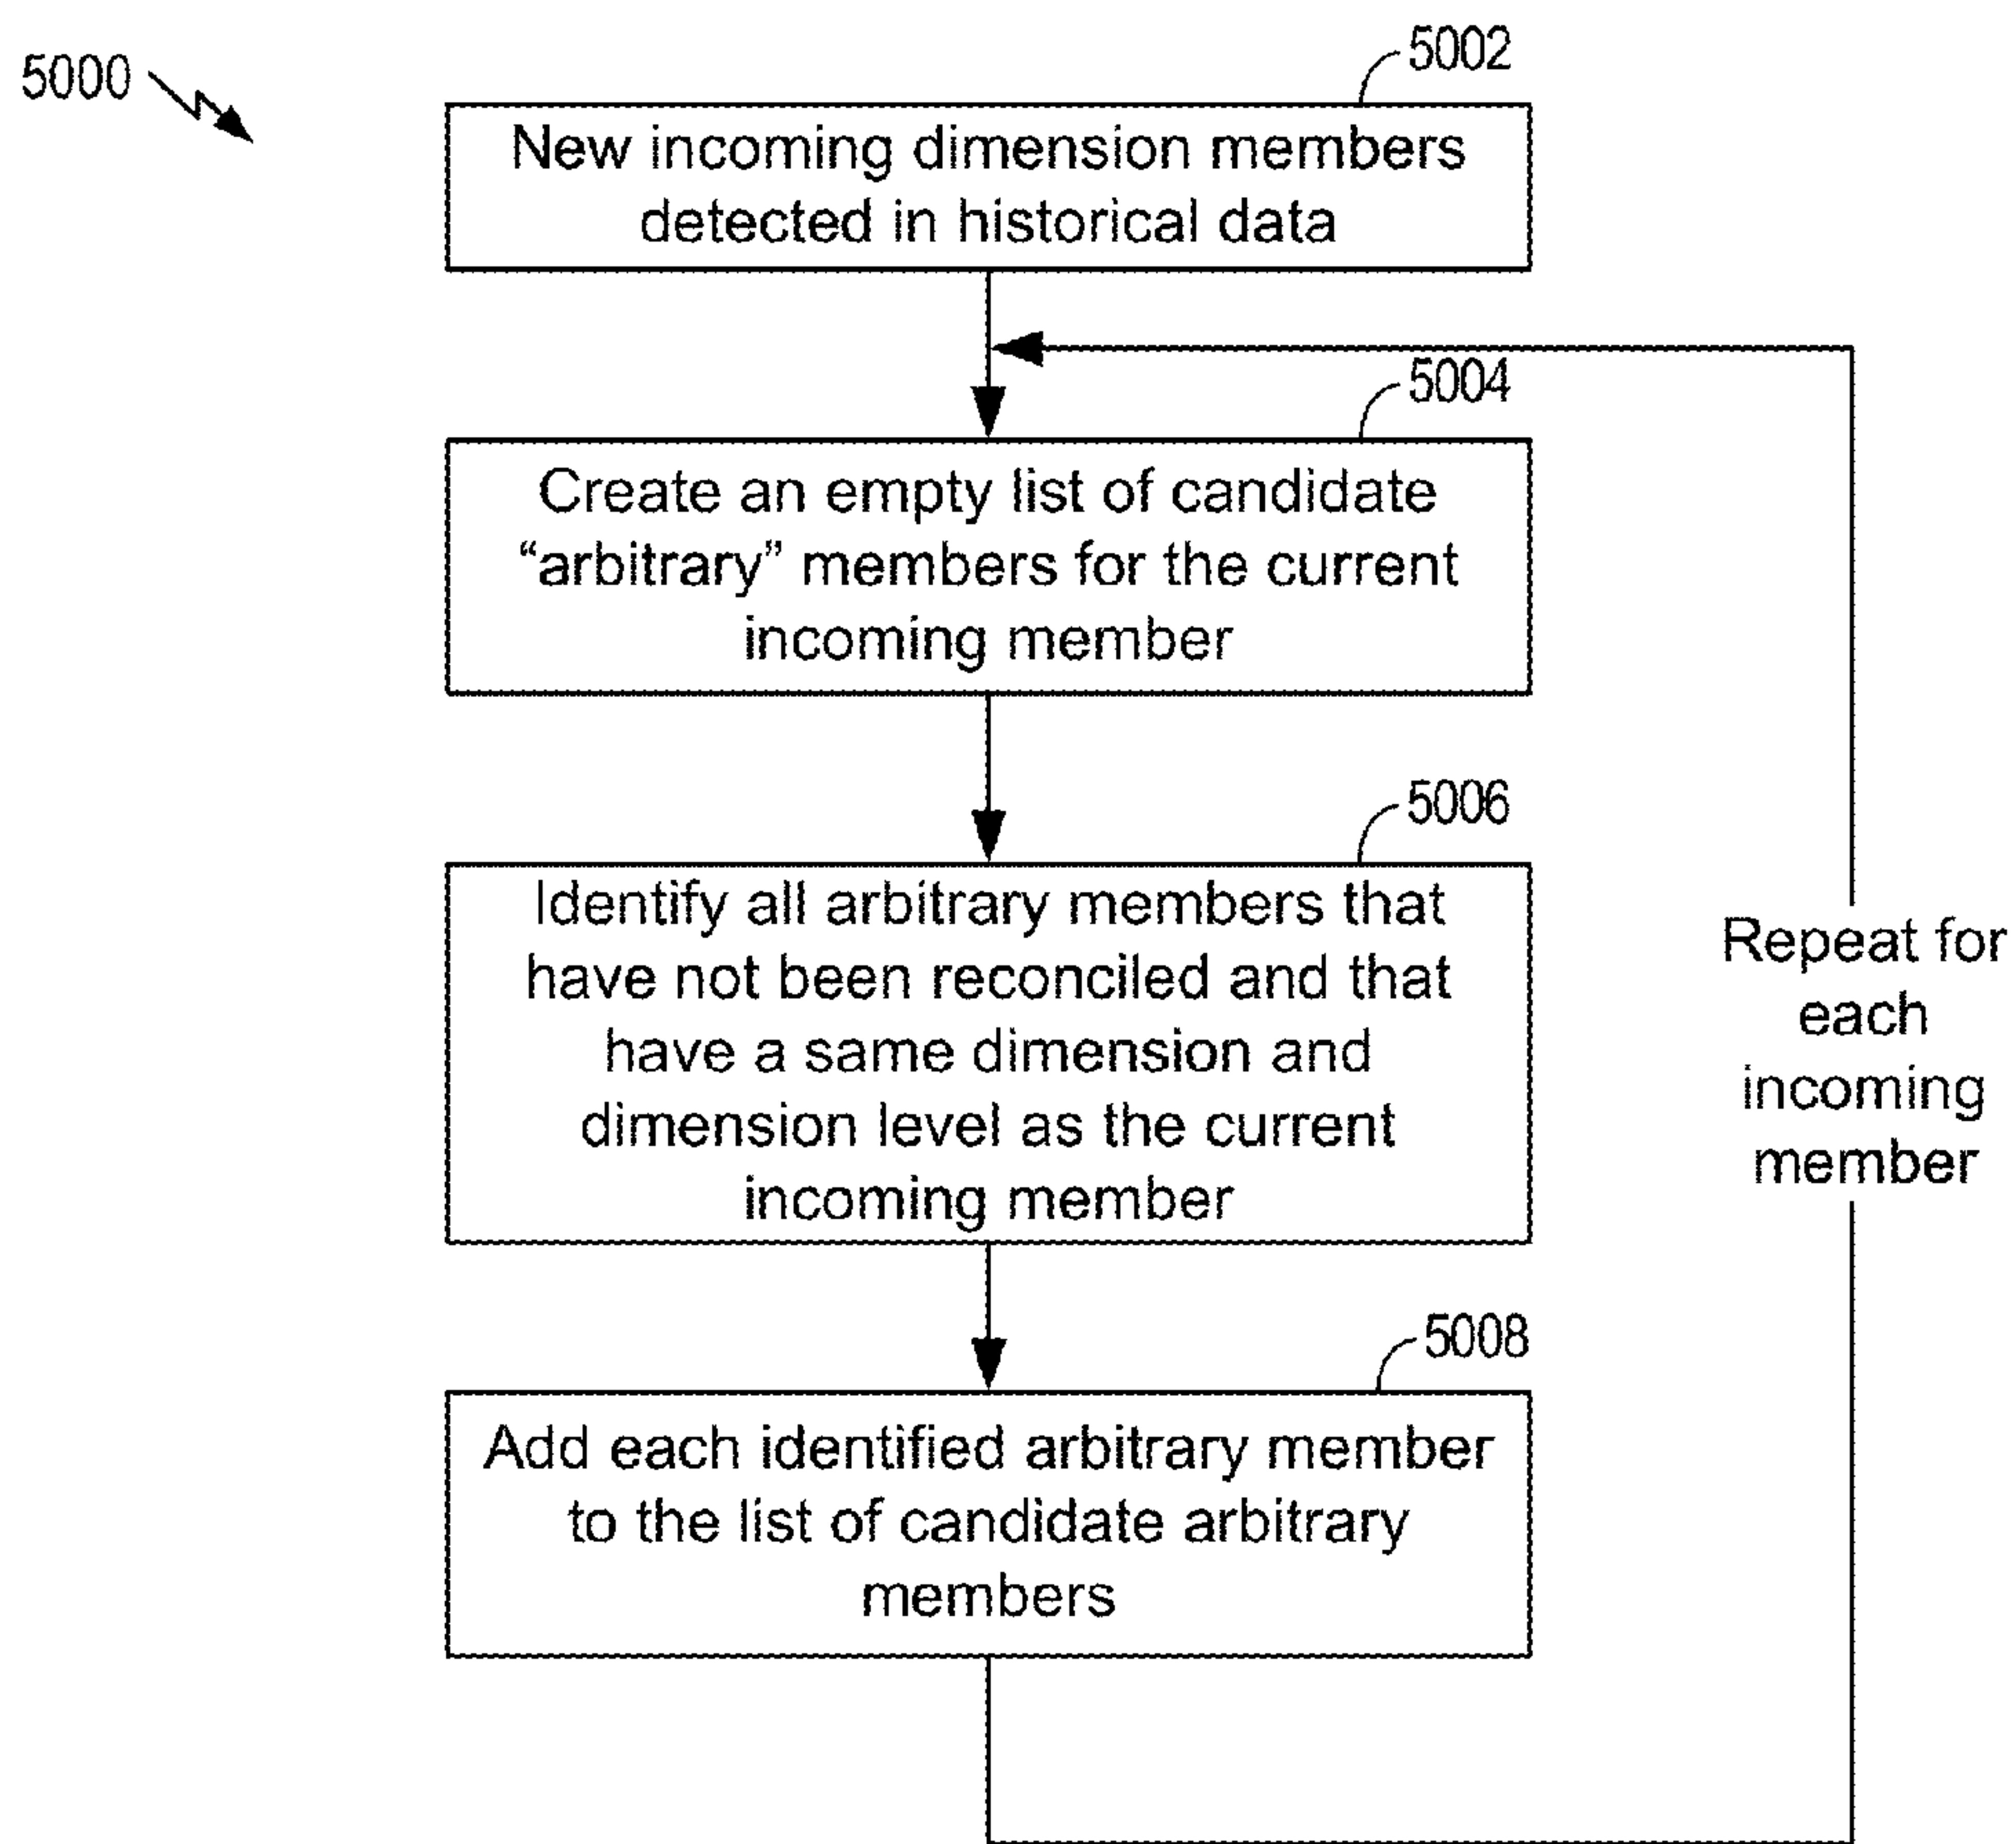 5000
5002
New incoming dimension members
detected in historical data
5004
Create an empty list of candidate
“arbitrary” members for the current
incoming member
5006
Identify all arbitrary members that
have not been reconciled and that
have a same dimension and
dimension level as the current
incoming member
Repeat for
each
incoming
member
5008
Add each identified arbitrary member
to the list of candidate arbitrary
members